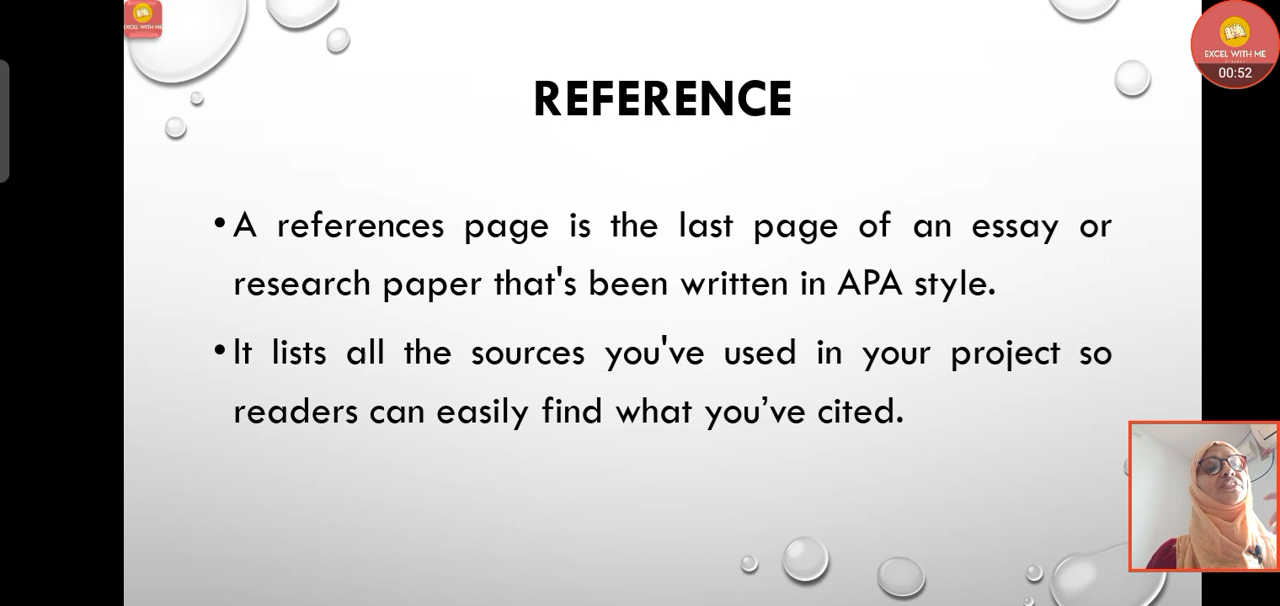 EXCEL WITH ME
EXCEL WITH ME
00:52
REFERENCE
• A references page is the last page of an essay or
research paper that's been written in APA style.
• It lists all the sources you've used in your project so
readers can easily find what you’ve cited.